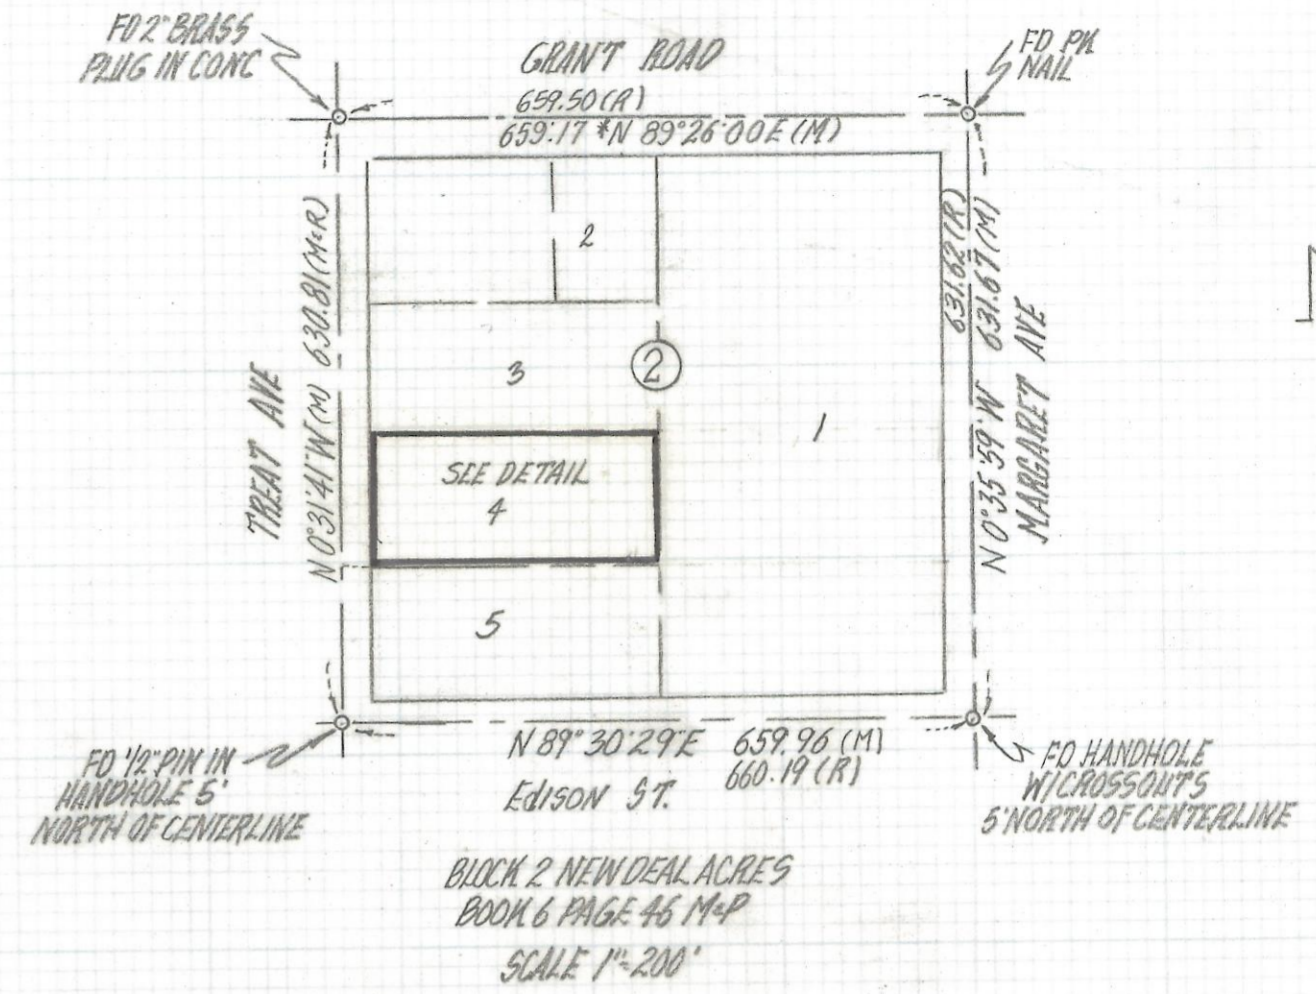 FD 2" BRASS
PLUG IN CONC
GRANT ROAD
FD PK
NAIL
659.50 (R)
659.17 *N 89°26'00E (M)
2
3
2
1
SEE DETAIL
4
5
TREAT AVE
N 0°31'41"W (M) 630.81 (M&R)
631.62 (R)
N 0°35'59"W 631.67 (M)
MARGARET AVE
N 89°30'29"E 659.96 (M)
660.19 (R)
EdiSON ST.
FD 1/2" PIN IN
HANDHOLE 5'
NORTH OF CENTERLINE
FD HANDHOLE
W/CROSSOUTS
5' NORTH OF CENTERLINE
BLOCK 2 NEW DEAL ACRES
BOOK 6 PAGE 46 M&P
SCALE 1"=200'